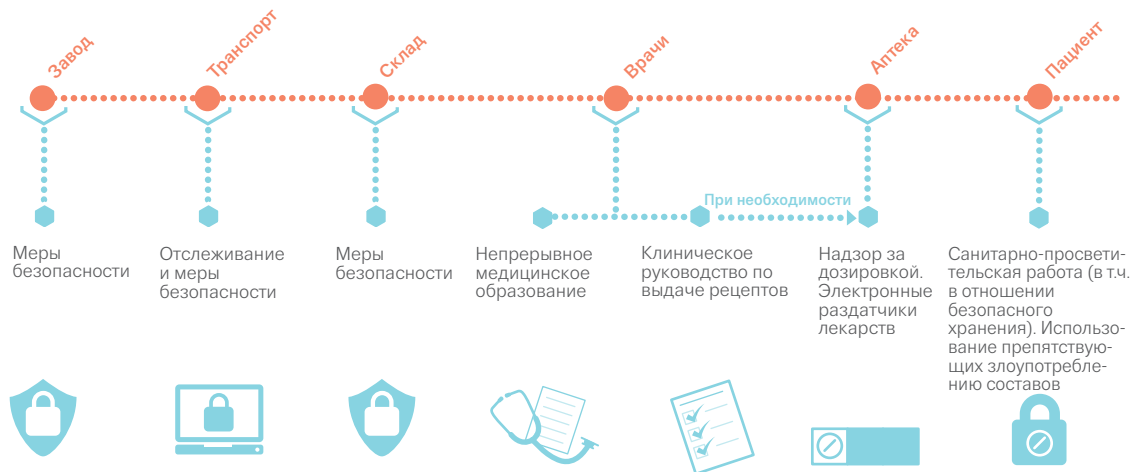 Завод
Транспорт
Склад
Врачи
Аптека
Пациент
При необходимости
Меры
безопасности
Отслеживание
и меры
безопасности
Меры
безопасности
Непрерывное
медицинское
образование
Клиническое
руководство по
выдаче рецептов
Надзор за
дозировкой.
Электронные
раздатчики
лекарств
Санитарно-просвети-
тельская работа (в т.ч.
в отношении
безопасного
хранения). Использо-
вание препятствую-
щих злоупотребле-
нию составов